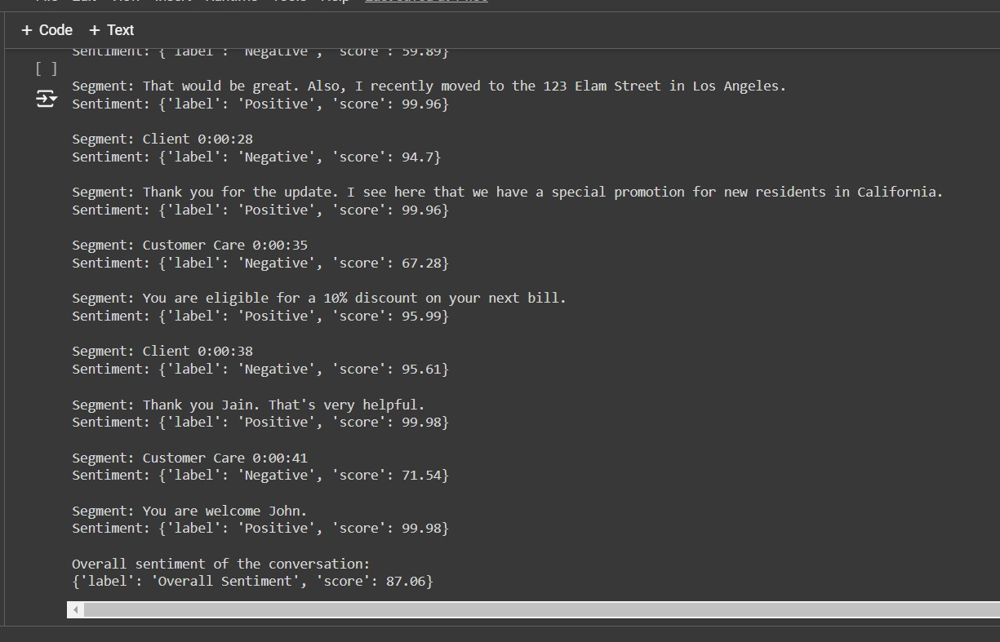 File Edit View Insert Runtime Tools Help
+ Code + Text
Sentiment: {'label': 'Negative', 'score': 59.89}
[ ]
Segment: That would be great. Also, I recently moved to the 123 Elam Street in Los Angeles.
Sentiment: {'label': 'Positive', 'score': 99.96}
Segment: Client 0:00:28
Sentiment: {'label': 'Negative', 'score': 94.7}
Segment: Thank you for the update. I see here that we have a special promotion for new residents in California.
Sentiment: {'label': 'Positive', 'score': 99.96}
Segment: Customer Care 0:00:35
Sentiment: {'label': 'Negative', 'score': 67.28}
Segment: You are eligible for a 10% discount on your next bill.
Sentiment: {'label': 'Positive', 'score': 95.99}
Segment: Client 0:00:38
Sentiment: {'label': 'Negative', 'score': 95.61}
Segment: Thank you Jain. That's very helpful.
Sentiment: {'label': 'Positive', 'score': 99.98}
Segment: Customer Care 0:00:41
Sentiment: {'label': 'Negative', 'score': 71.54}
Segment: You are welcome John.
Sentiment: {'label': 'Positive', 'score': 99.98}
Overall sentiment of the conversation:
{'label': 'Overall Sentiment', 'score': 87.06}